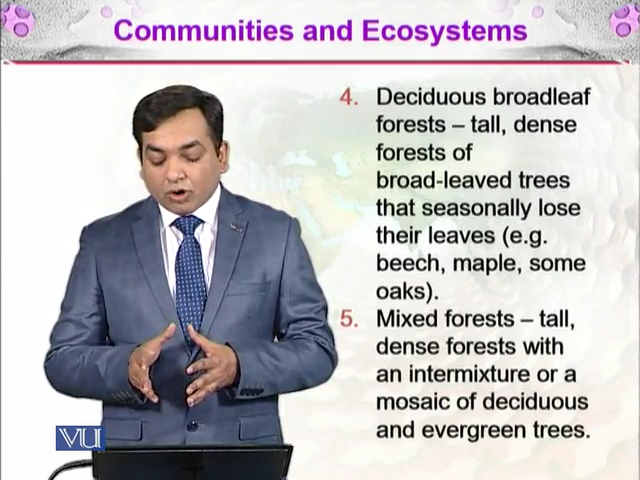 Communities and Ecosystems
4. Deciduous broadleaf
forests – tall, dense
forests of
broad-leaved trees
that seasonally lose
their leaves (e.g.
beech, maple, some
oaks).
5. Mixed forests – tall,
dense forests with
an intermixture or a
mosaic of deciduous
and evergreen trees.
VU